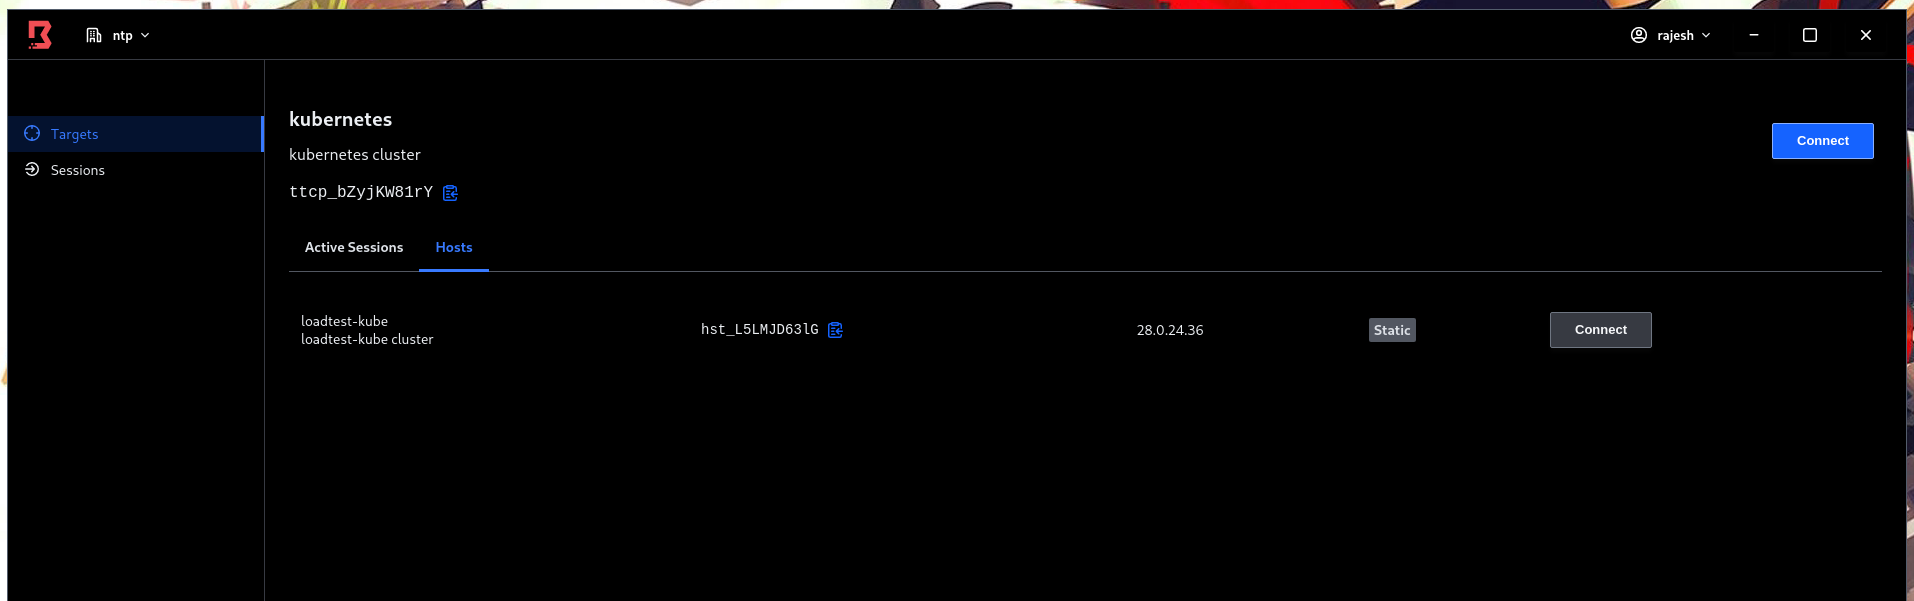 ntp
rajesh
Targets
Sessions
kubernetes
kubernetes cluster
ttcp_bZyjKW81rY
Connect
Active Sessions
Hosts
loadtest-kube
loadtest-kube cluster
hst_L5LMJD63lG
28.0.24.36
Static
Connect